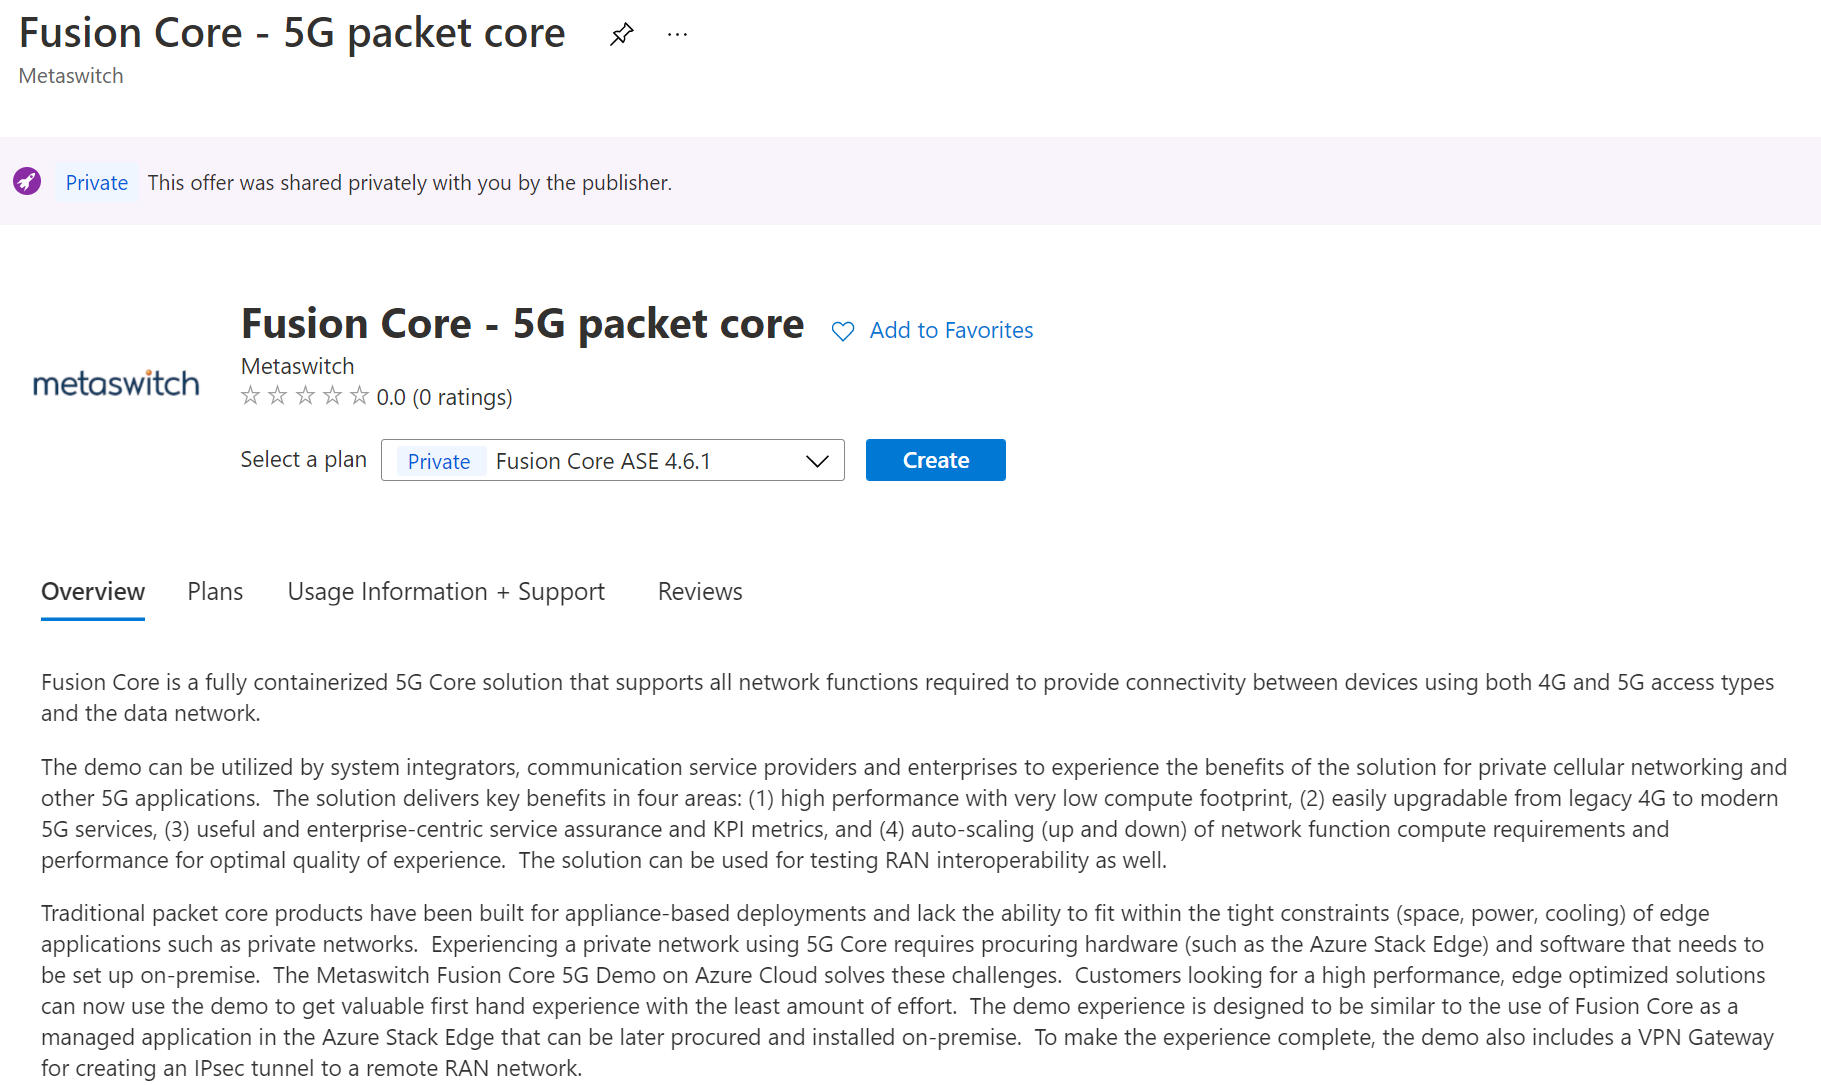 Fusion Core - 5G packet core
Metaswitch
Private This offer was shared privately with you by the publisher.
metaswitch
Fusion Core - 5G packet core Add to Favorites
Metaswitch
0.0 (0 ratings)
Select a plan Private Fusion Core ASE 4.6.1 Create
Overview Plans Usage Information + Support Reviews
Fusion Core is a fully containerized 5G Core solution that supports all network functions required to provide connectivity between devices using both 4G and 5G access types
and the data network.
The demo can be utilized by system integrators, communication service providers and enterprises to experience the benefits of the solution for private cellular networking and
other 5G applications.  The solution delivers key benefits in four areas: (1) high performance with very low compute footprint, (2) easily upgradable from legacy 4G to modern
5G services, (3) useful and enterprise-centric service assurance and KPI metrics, and (4) auto-scaling (up and down) of network function compute requirements and
performance for optimal quality of experience.  The solution can be used for testing RAN interoperability as well.
Traditional packet core products have been built for appliance-based deployments and lack the ability to fit within the tight constraints (space, power, cooling) of edge
applications such as private networks.  Experiencing a private network using 5G Core requires procuring hardware (such as the Azure Stack Edge) and software that needs to
be set up on-premise.  The Metaswitch Fusion Core 5G Demo on Azure Cloud solves these challenges.  Customers looking for a high performance, edge optimized solutions
can now use the demo to get valuable first hand experience with the least amount of effort.  The demo experience is designed to be similar to the use of Fusion Core as a
managed application in the Azure Stack Edge that can be later procured and installed on-premise.  To make the experience complete, the demo also includes a VPN Gateway
for creating an IPsec tunnel to a remote RAN network.